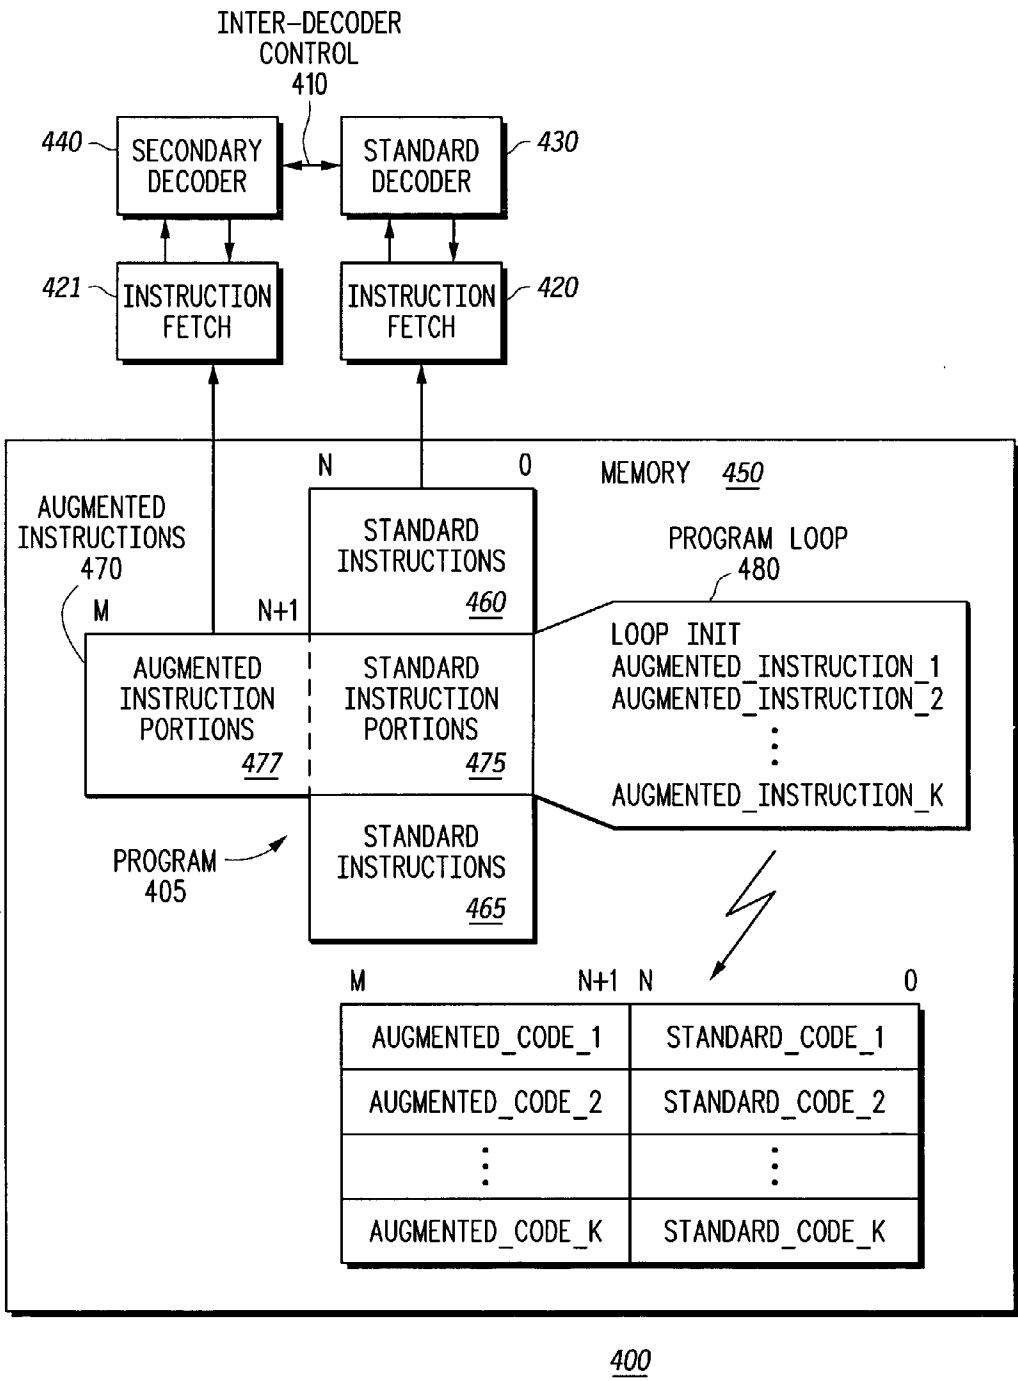 INTER-DECODER
CONTROL
410
440
SECONDARY
DECODER
STANDARD
DECODER
430
421
INSTRUCTION
FETCH
INSTRUCTION
FETCH
420
N
0
MEMORY 450
AUGMENTED
INSTRUCTIONS
470
STANDARD
INSTRUCTIONS
460
PROGRAM LOOP
480
M
N+1
AUGMENTED
INSTRUCTION
PORTIONS
477
STANDARD
INSTRUCTION
PORTIONS
475
LOOP INIT
AUGMENTED_INSTRUCTION_1
AUGMENTED_INSTRUCTION_2
AUGMENTED_INSTRUCTION_K
PROGRAM
405
STANDARD
INSTRUCTIONS
465
M
N+1
N
0
AUGMENTED_CODE_1
STANDARD_CODE_1
AUGMENTED_CODE_2
STANDARD_CODE_2
AUGMENTED_CODE_K
STANDARD_CODE_K
400